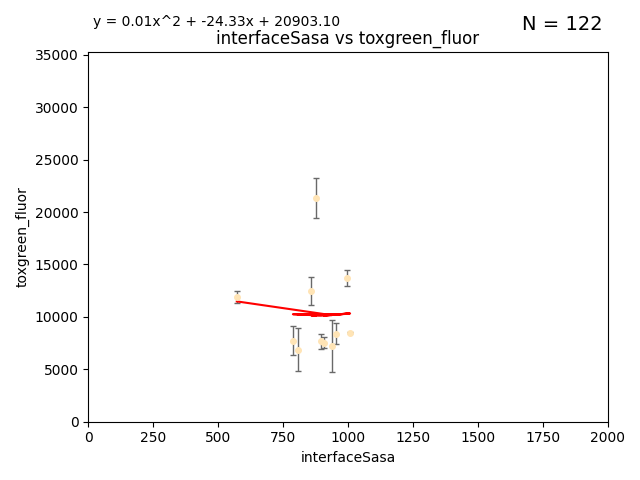 y = 0.01x^2 + -24.33x + 20903.10
N = 122
interfaceSasa vs toxgreen_fluor
35000
30000
25000
20000
15000
10000
5000
0
toxgreen_fluor
0 250 500 750 1000 1250 1500 1750 2000
interfaceSasa